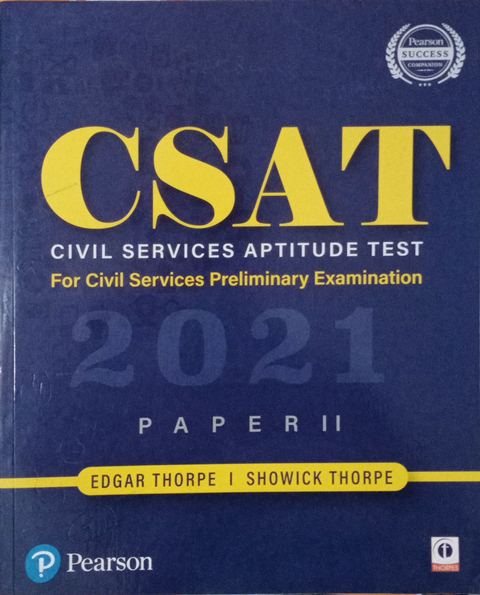 Pearson
SUCCESS
COMPANION
CSAT
CIVIL SERVICES APTITUDE TEST
For Civil Services Preliminary Examination
2021
PAPER II
EDGAR THORPE | SHOWICK THORPE
Pearson
THORPES